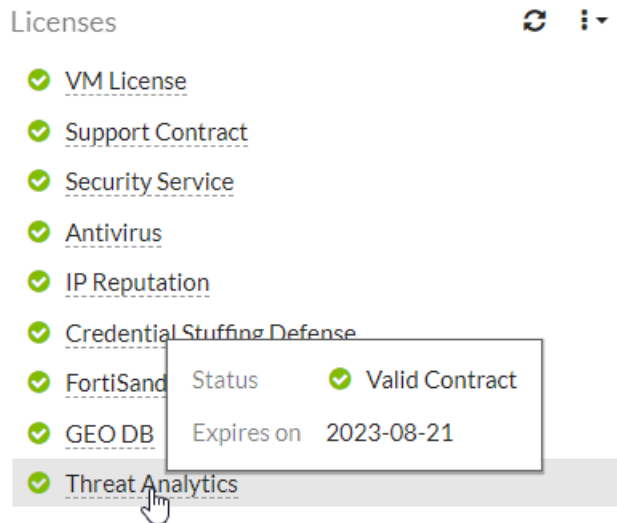 Licenses
VM License
Support Contract
Security Service
Antivirus
IP Reputation
Credential Stuffing Defense
FortiSand
Status Valid Contract
GEO DB
Expires on 2023-08-21
Threat Analytics